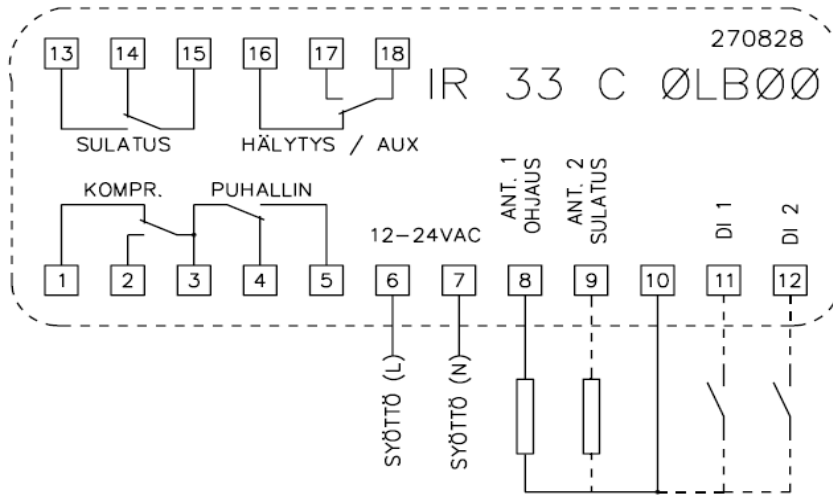 270828
13 14 15 16 17 18
IR 33 C ØLBØØ
SULATUS HÄLYTYS / AUX
KOMPR. PUHALLIN
12-24VAC
ANT. 1
OHJAUS
ANT. 2
SULATUS
DI 1
DI 2
1 2 3 4 5 6 7 8 9 10 11 12
SYÖTTÖ (L)
SYÖTTÖ (N)